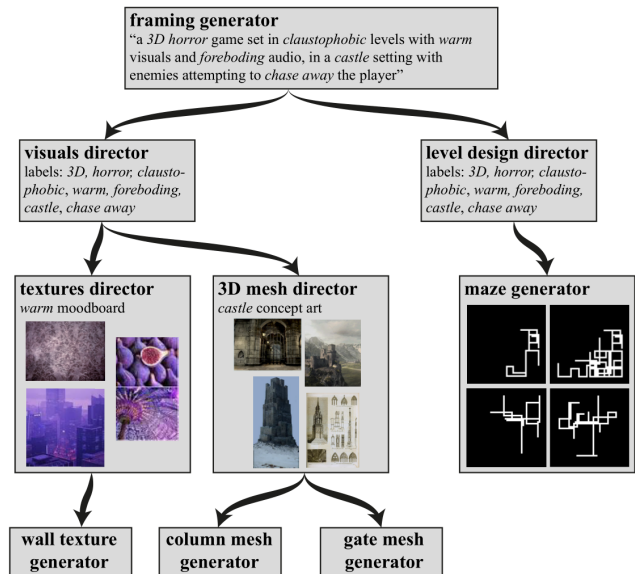 framing generator
“a 3D horror game set in claustophobic levels with warm
visuals and foreboding audio, in a castle setting with
enemies attempting to chase away the player”
visuals director
labels: 3D, horror, clausto-
phobic, warm, foreboding,
castle, chase away
level design director
labels: 3D, horror, clausto-
phobic, warm, foreboding,
castle, chase away
textures director
warm moodboard
3D mesh director
castle concept art
maze generator
wall texture
generator
column mesh
generator
gate mesh
generator